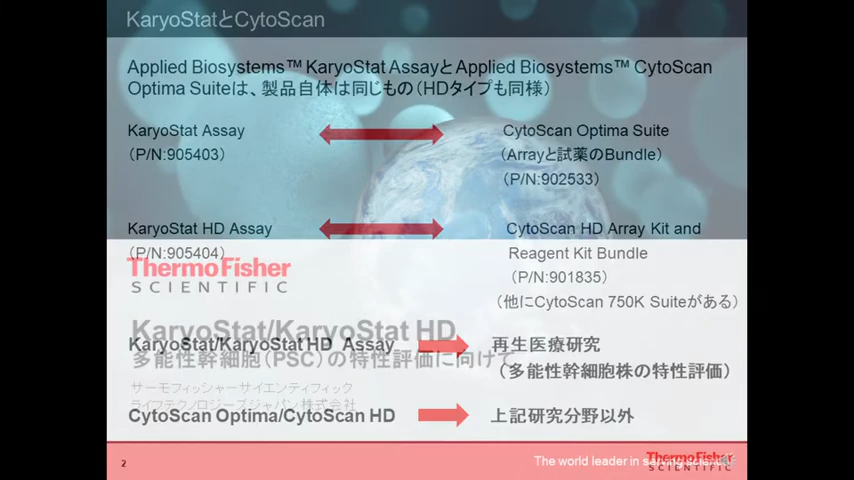 KaryoStatとCytoScan
Applied Biosystems™ KaryoStat Assayと Applied Biosystems™ CytoScan
Optima Suiteは、製品自体は同じもの（HDタイプも同様）
KaryoStat Assay
（P/N:905403）
CytoScan Optima Suite
（Arrayと試薬のBundle）
（P/N:902533）
KaryoStat HD Assay
（P/N:905404）
CytoScan HD Array Kit and
Reagent Kit Bundle
（P/N:901835）
（他にCytoScan 750K Suiteがある）
ThermoFisher
SCIENTIFIC
KaryoStat/KaryoStat HD
多能性幹細胞（PSC）の特性評価に向けて
KaryoStat/KaryoStat HD Assay
再生医療研究
（多能性幹細胞株の特性評価）
サーモフィッシャーサイエンティフィック
ライフテクノロジーズジャパン株式会社
CytoScan Optima/CytoScan HD
上記研究分野以外
2
The world leader in serving science
ThermoFisher
SCIENTIFIC